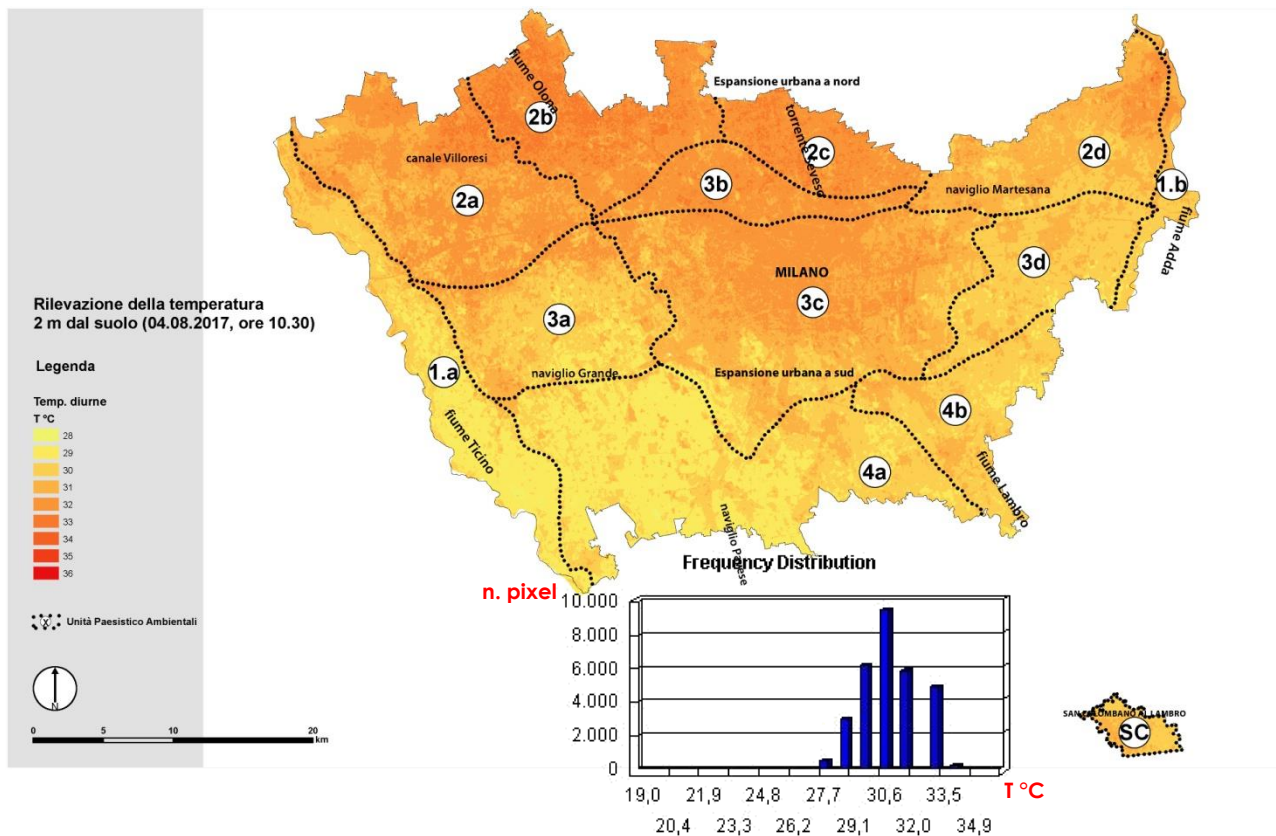 Rilevazione della temperatura
2 m dal suolo (04.08.2017, ore 10.30)
Legenda
Temp. diurne
T °C
28
29
30
31
32
33
34
35
36
x
Unità Paesistico Ambientali
N
0 5 10 20
km
fiume Olona
Espansione urbana a nord
2b
torrente Seveso
2c
2d
canale Villoresi
3b
naviglio Martesana
1.b
2a
fiume Adda
3d
MILANO
3c
3a
1.a
naviglio Grande
Espansione urbana a sud
4b
fiume Ticino
4a
fiume Lambro
naviglio Pavese
Frequency Distribution
n. pixel
10.000
8.000
6.000
4.000
2.000
0
19,0 21,9 24,8 27,7 30,6 33,5
T °C
20,4 23,3 26,2 29,1 32,0 34,9
SAN COLOMBANO AL LAMBRO
SC